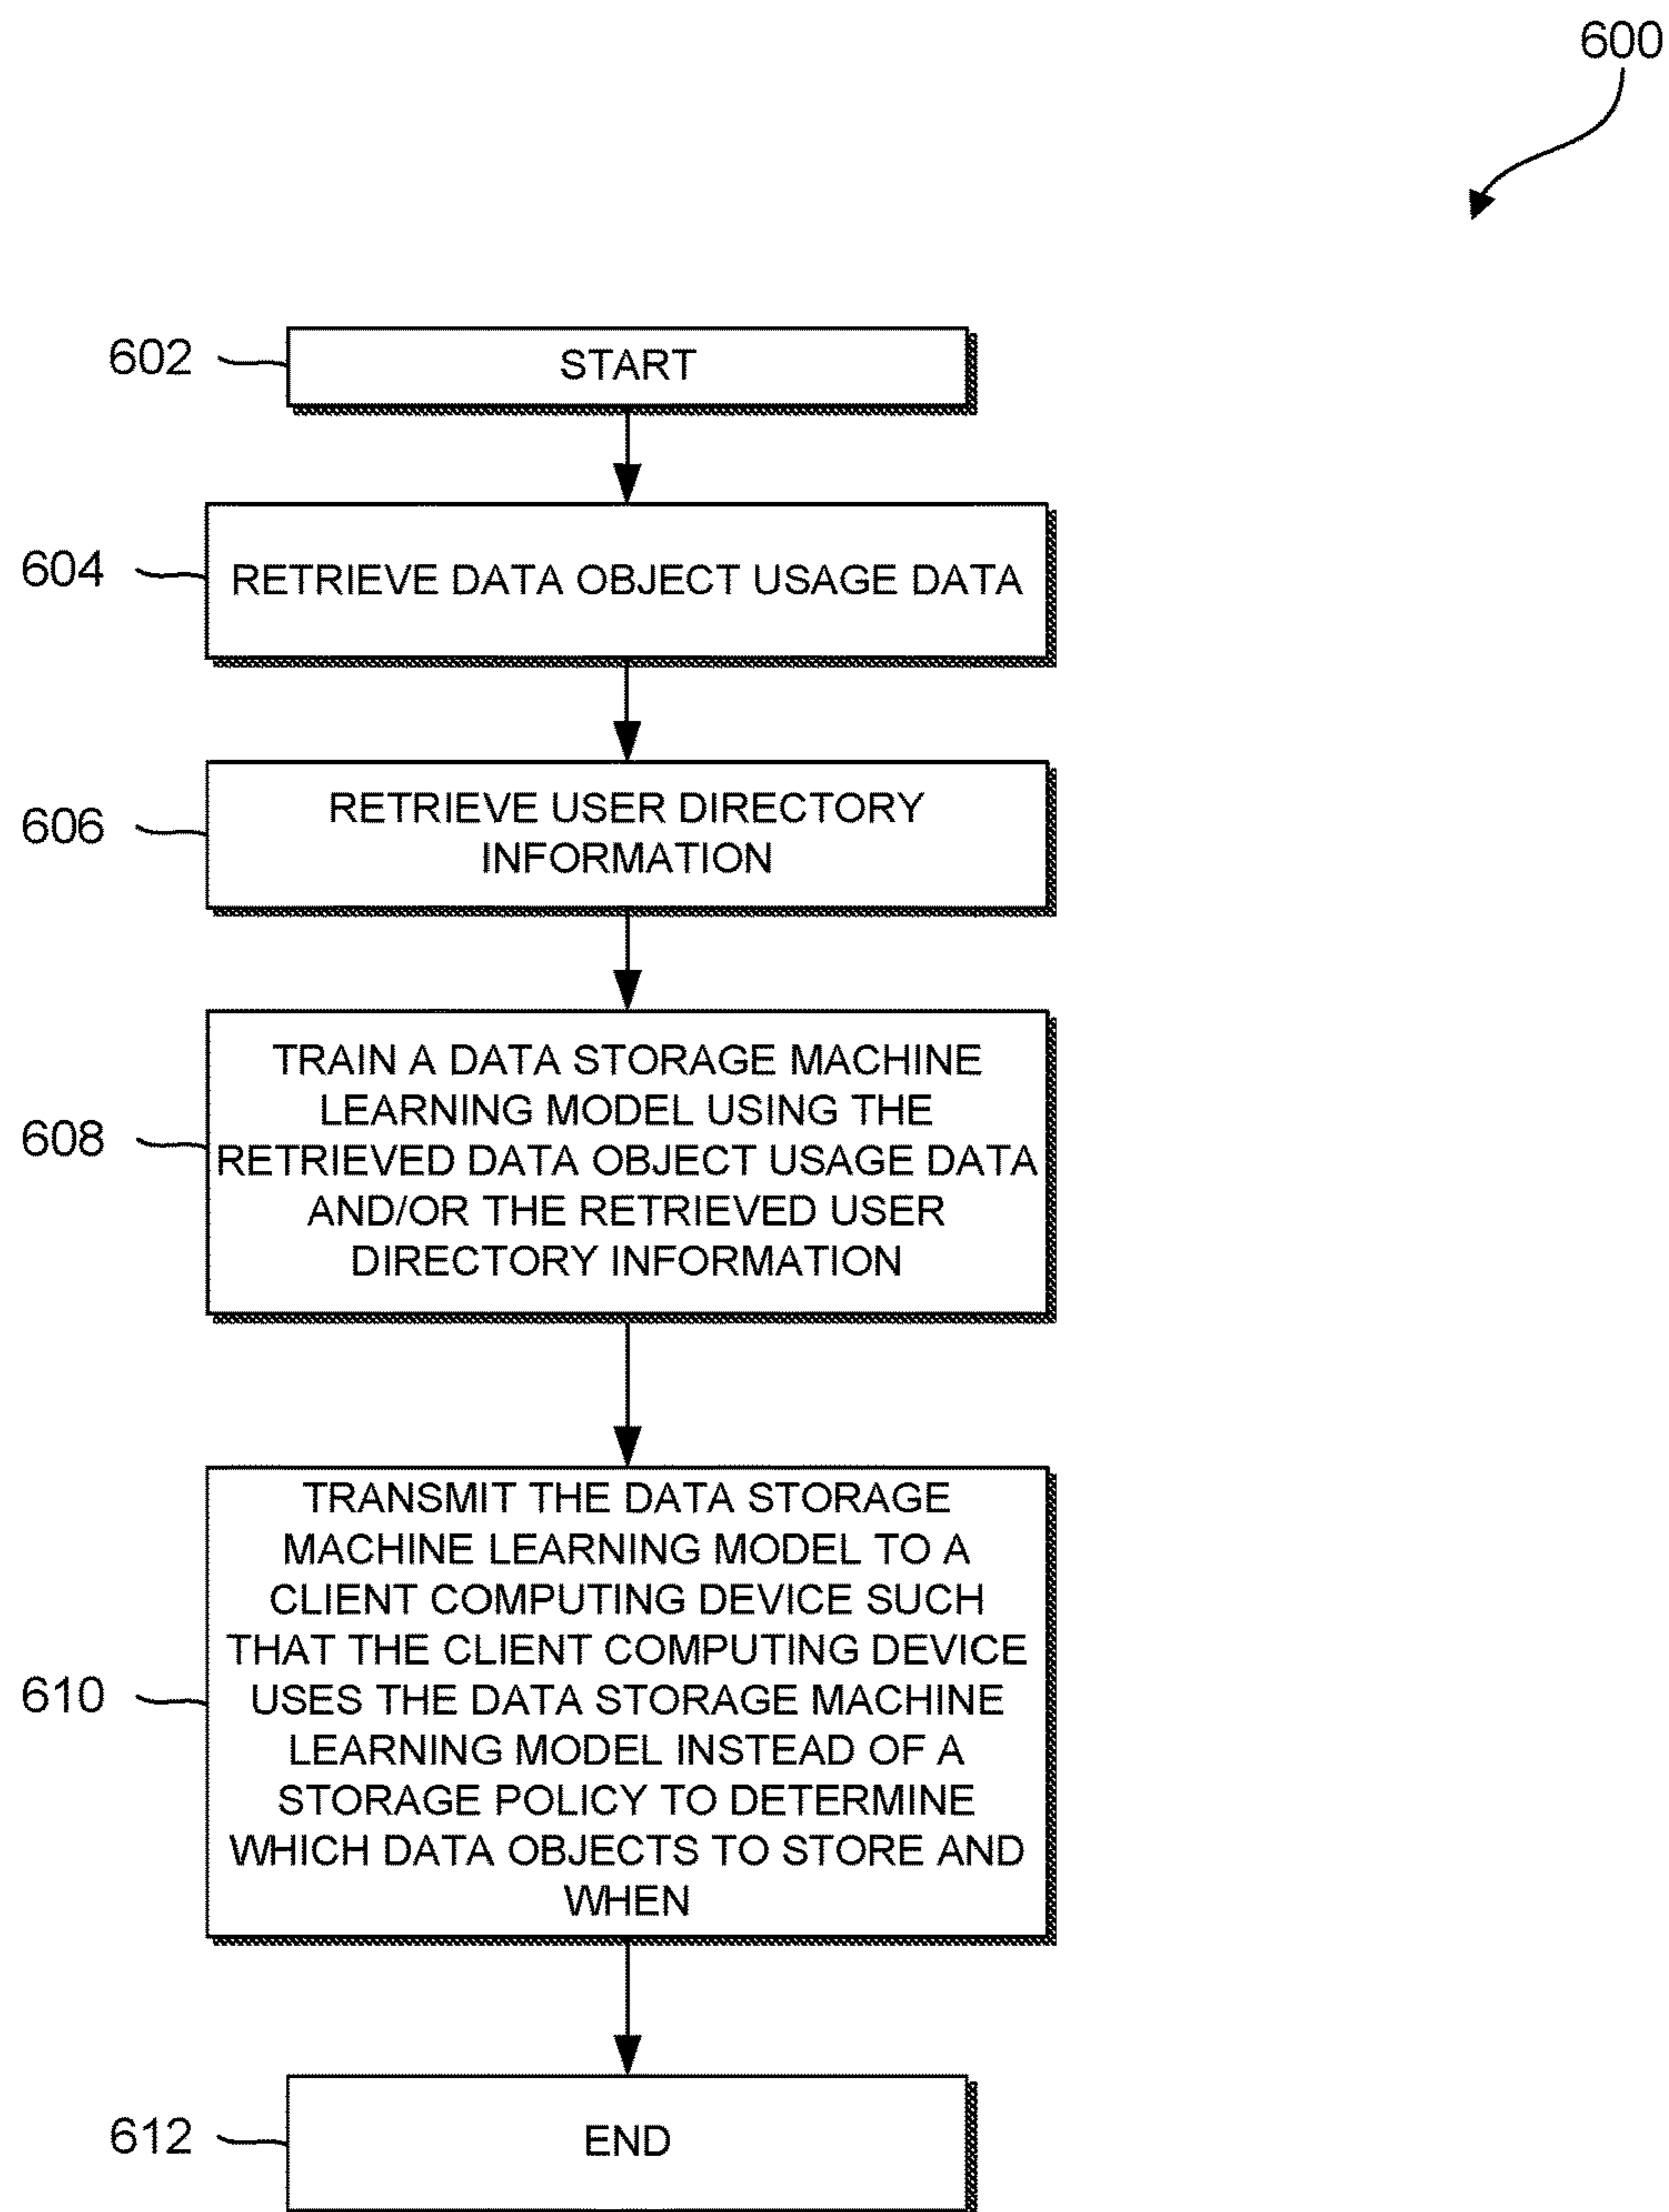 600
602
START
604
RETRIEVE DATA OBJECT USAGE DATA
606
RETRIEVE USER DIRECTORY
INFORMATION
608
TRAIN A DATA STORAGE MACHINE
LEARNING MODEL USING THE
RETRIEVED DATA OBJECT USAGE DATA
AND/OR THE RETRIEVED USER
DIRECTORY INFORMATION
610
TRANSMIT THE DATA STORAGE
MACHINE LEARNING MODEL TO A
CLIENT COMPUTING DEVICE SUCH
THAT THE CLIENT COMPUTING DEVICE
USES THE DATA STORAGE MACHINE
LEARNING MODEL INSTEAD OF A
STORAGE POLICY TO DETERMINE
WHICH DATA OBJECTS TO STORE AND
WHEN
612
END